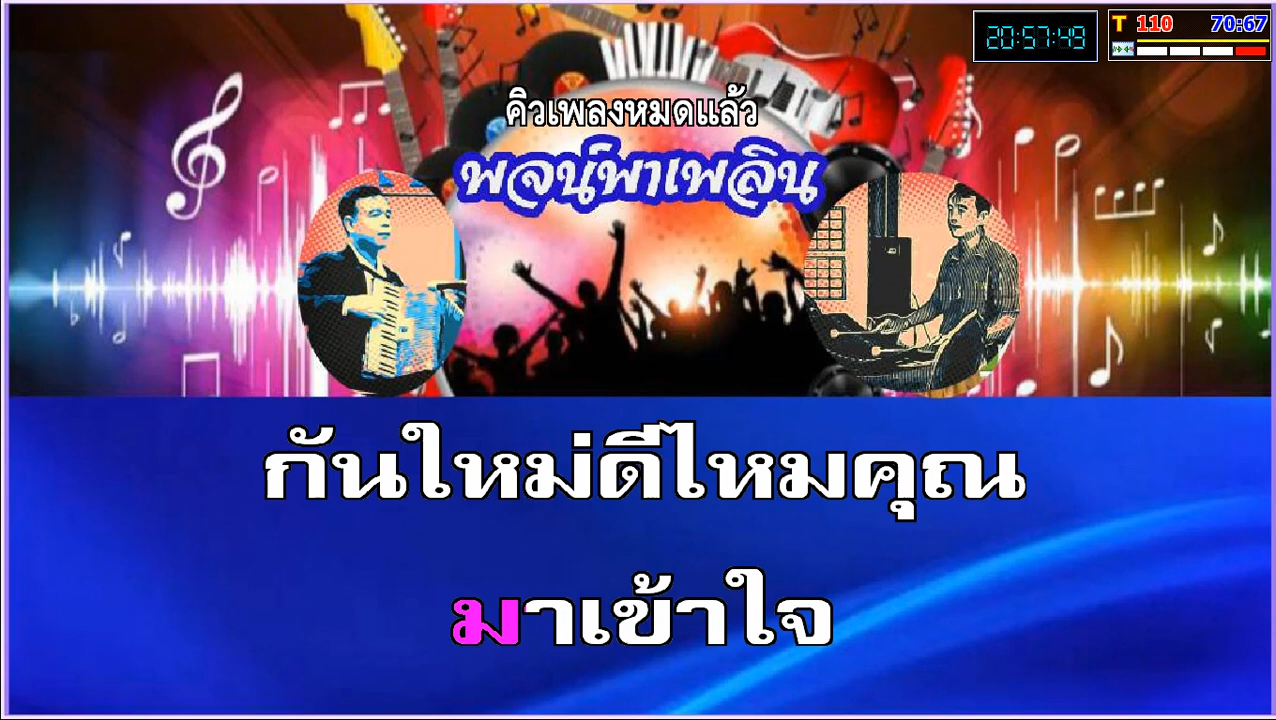 20:57:49
T 110 70:67
คิวเพลงหมดแล้ว
พจน์พาเพลิน
กันใหม่ดีไหมคุณ
มาเข้าใจ